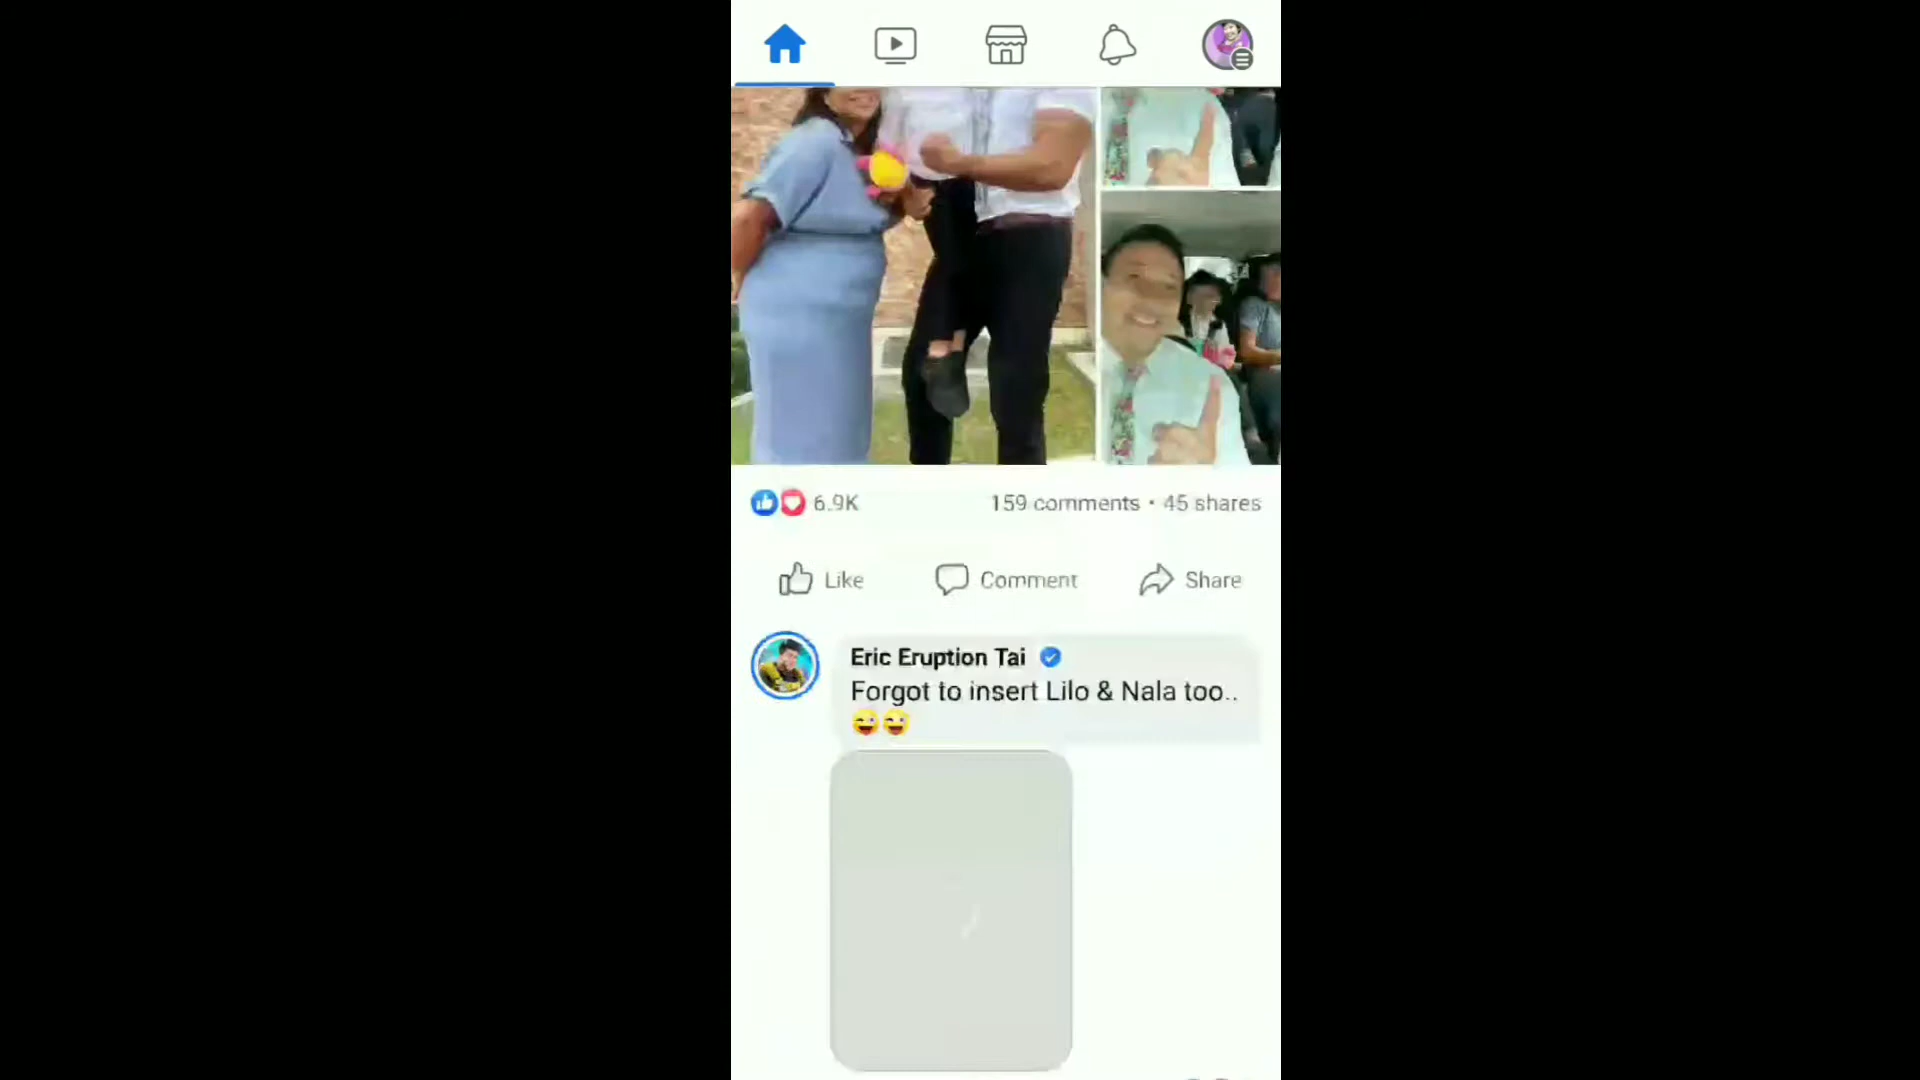 6.9K
159 comments • 45 shares
Like
Comment
Share
Eric Eruption Tai
Forgot to insert Lilo & Nala too..
😜😜